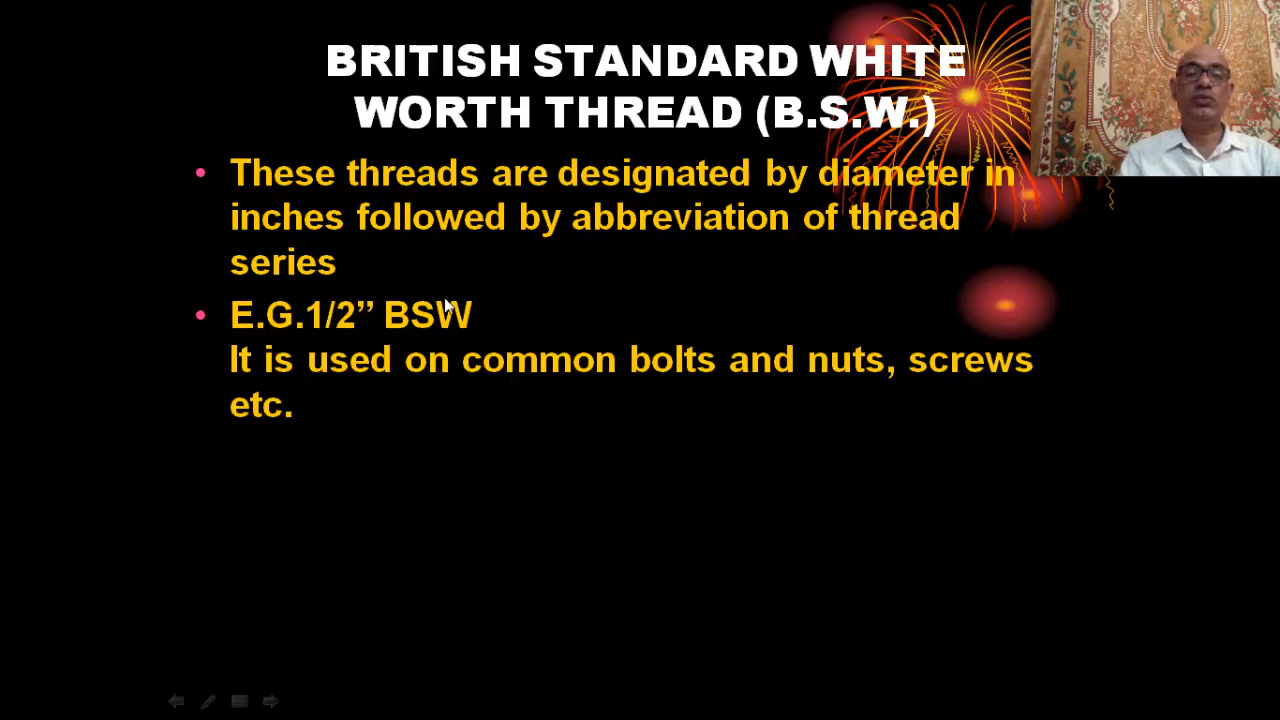 BRITISH STANDARD WHITE
WORTH THREAD (B.S.W.)
• These threads are designated by diameter in
inches followed by abbreviation of thread
series
• E.G.1/2” BSW
It is used on common bolts and nuts, screws
etc.